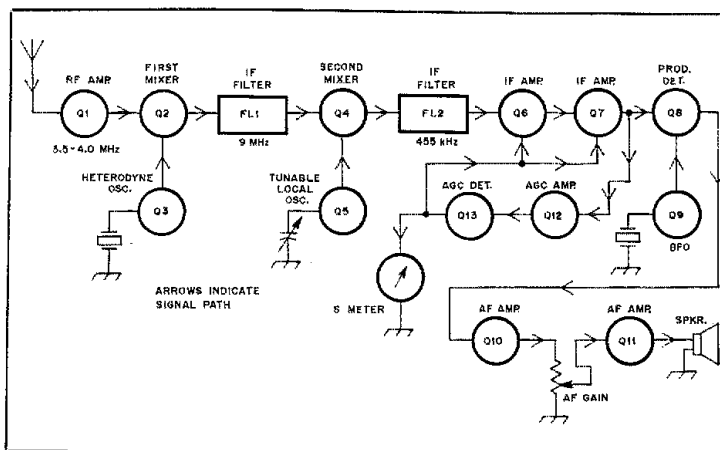 RF AMP.
FIRST
MIXER
IF
FILTER
SECOND
MIXER
IF
FILTER
IF AMP.
IF AMP.
PROD.
DET.
Q1
Q2
FL1
Q4
FL2
Q6
Q7
Q8
3.5-4.0 MHz
9 MHz
455 kHz
HETERODYNE
OSC.
TUNABLE
LOCAL
OSC.
AGC DET.
AGC AMP.
Q3
Q5
Q13
Q12
Q9
BFO
ARROWS INDICATE
SIGNAL PATH
S METER
AF AMP.
AF AMP.
SPKR.
Q10
Q11
AF GAIN